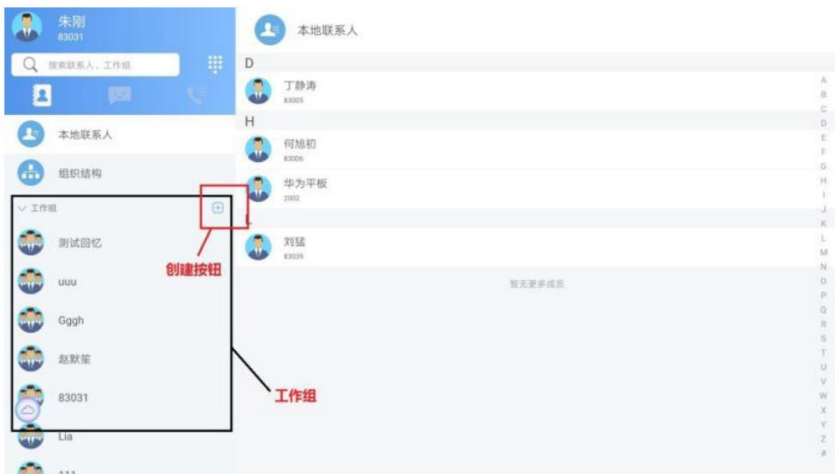 朱刚
83031
搜索联系人、工作组
本地联系人
组织结构
工作组
测试回忆
uuu
Gggh
赵默笙
83031
Lia
111
创建按钮
工作组
本地联系人
D
丁静涛
83005
H
何旭初
83006
华为平板
2002
L
刘猛
83039
暂无更多成员
A
B
C
D
E
F
G
H
I
J
K
L
M
N
O
P
Q
R
S
T
U
V
W
X
Y
Z
#